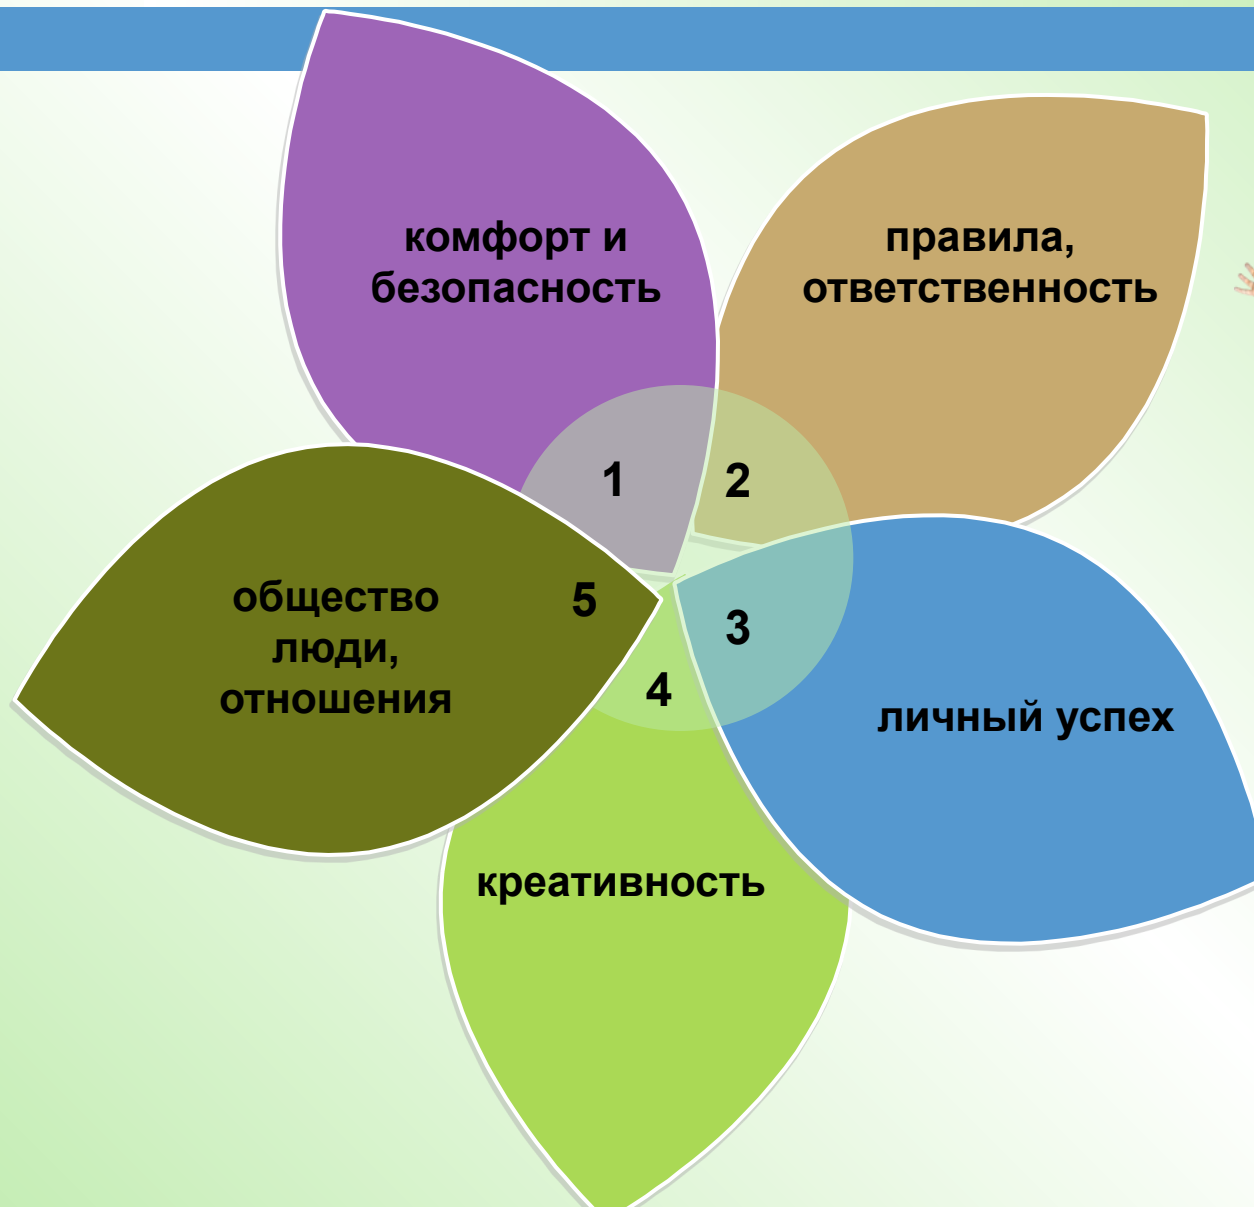 комфорт и
безопасность
правила,
ответственность
1
2
3
4
5
общество
люди,
отношения
личный успех
креативность